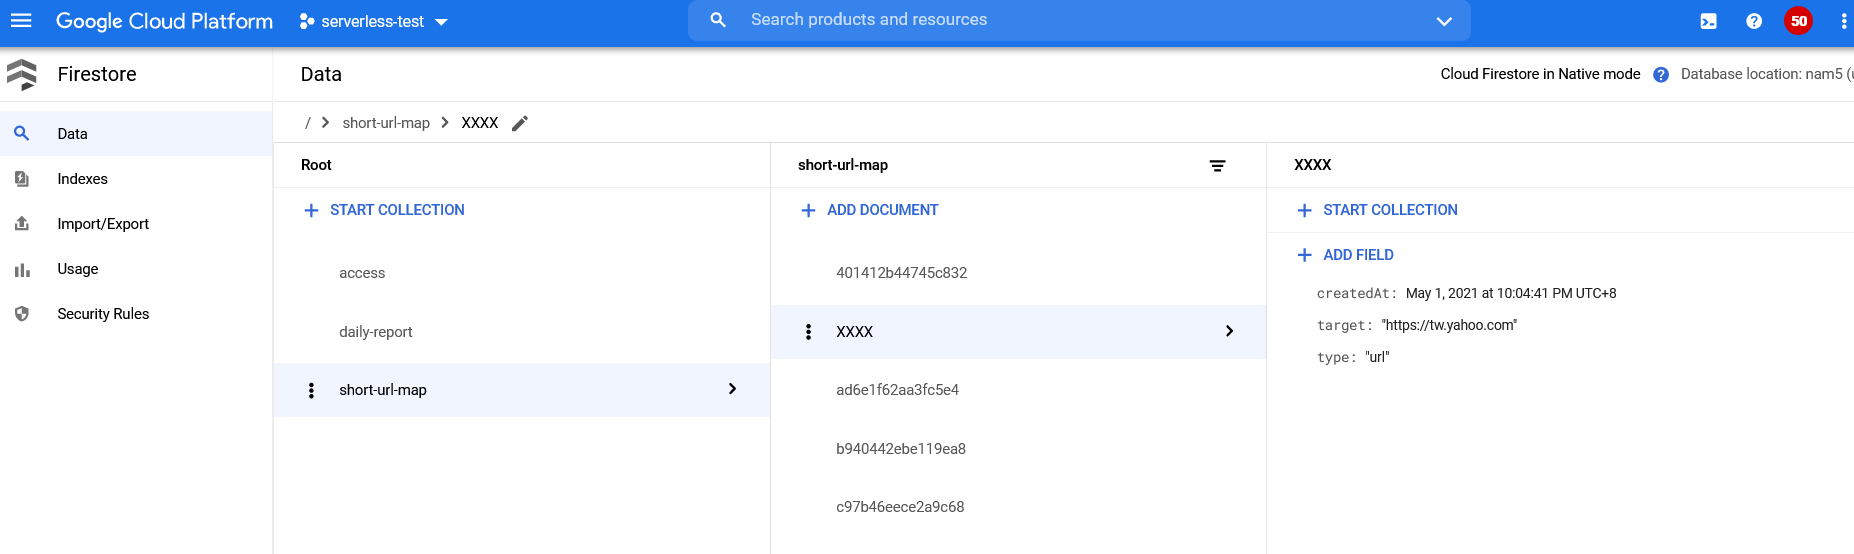 Google Cloud Platform
serverless-test
Search products and resources
50
Firestore
Data
Cloud Firestore in Native mode
Database location: nam5 (
Data
Indexes
Import/Export
Usage
Security Rules
/ > short-url-map > XXXX
Root
START COLLECTION
access
daily-report
short-url-map
short-url-map
ADD DOCUMENT
401412b44745c832
XXXX
ad6e1f62aa3fc5e4
b940442ebe119ea8
c97b46eece2a9c68
XXXX
START COLLECTION
ADD FIELD
createdAt: May 1, 2021 at 10:04:41 PM UTC+8
target: "https://tw.yahoo.com"
type: "url"